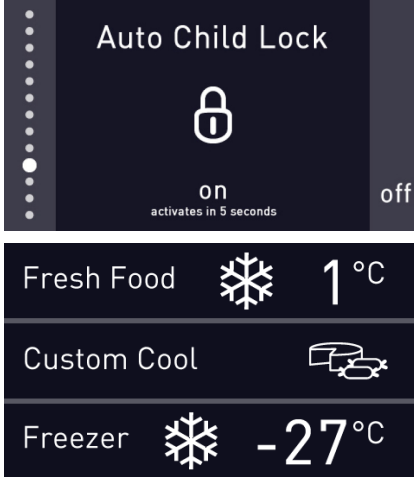 Auto Child Lock
on
off
activates in 5 seconds
Fresh Food 1°C
Custom Cool
Freezer -27°C